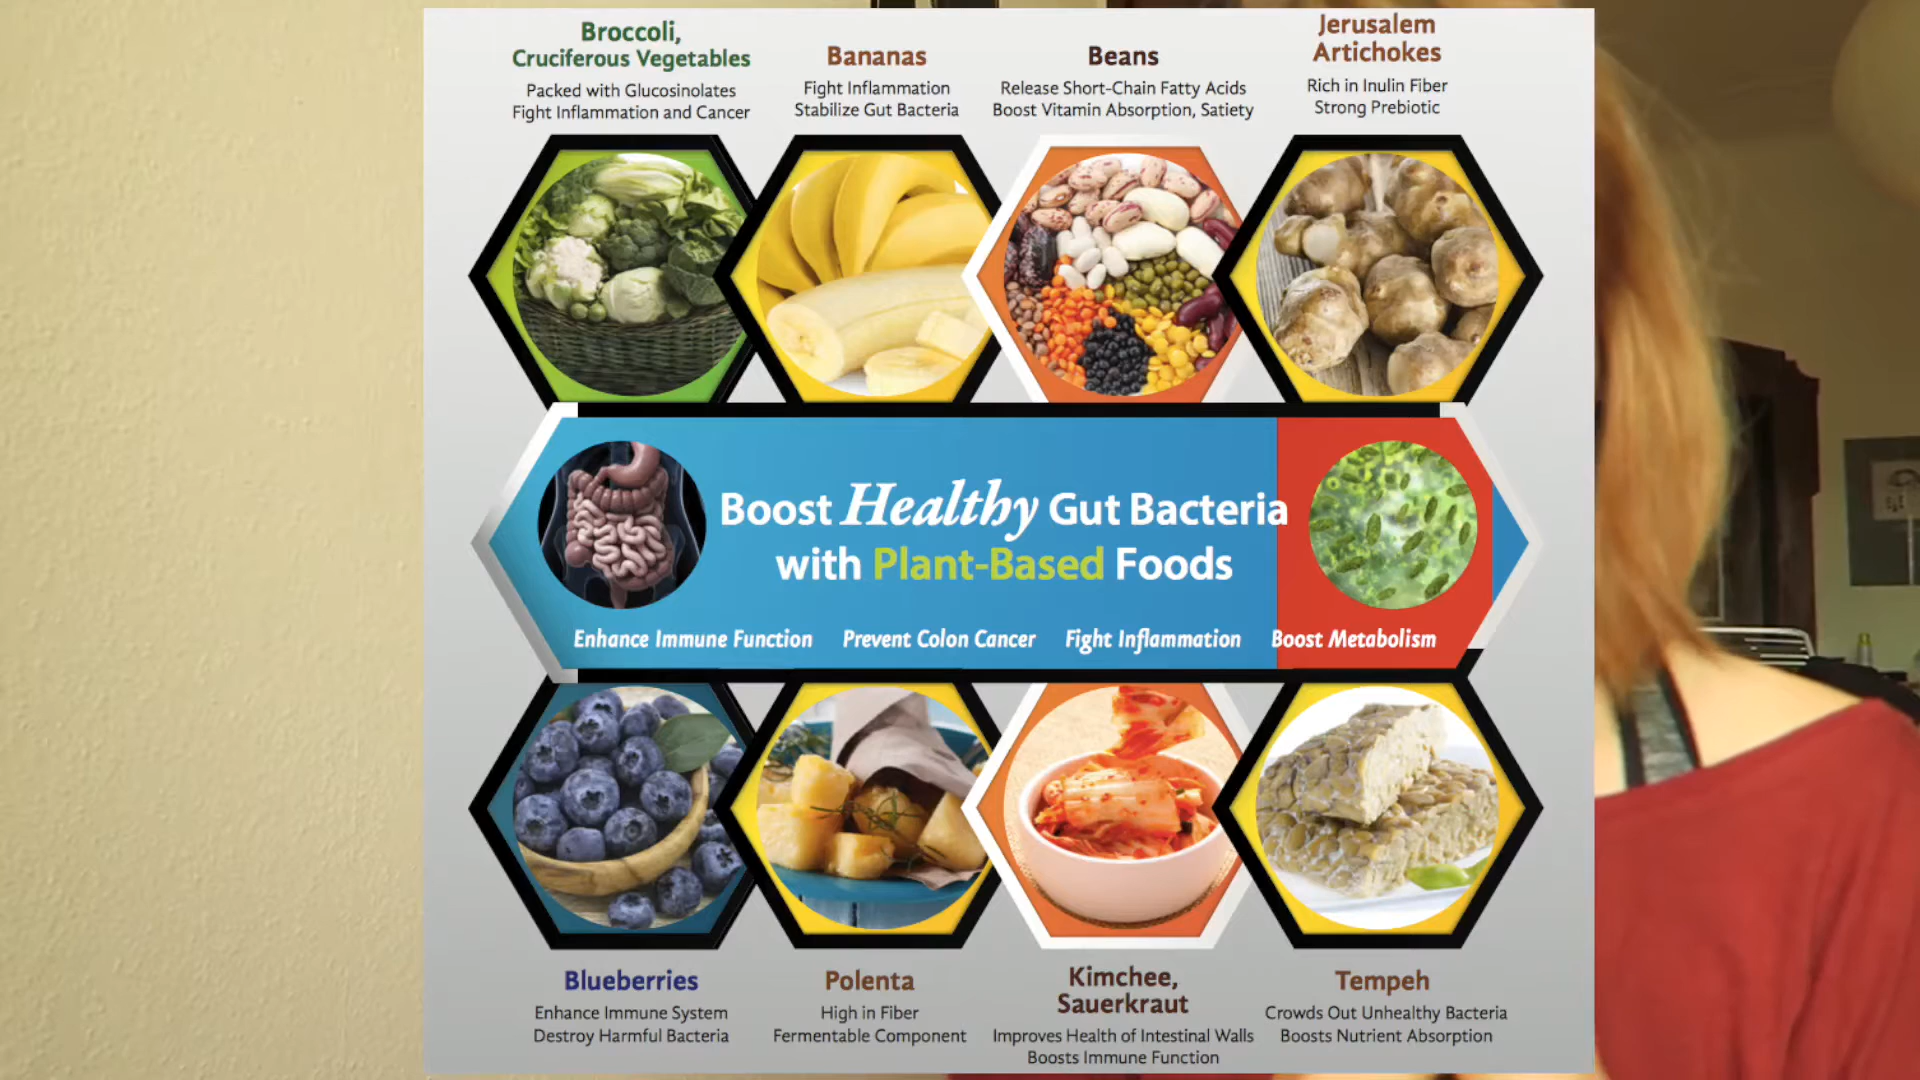 Broccoli,
Cruciferous Vegetables
Packed with Glucosinolates
Fight Inflammation and Cancer
Bananas
Fight Inflammation
Stabilize Gut Bacteria
Beans
Release Short-Chain Fatty Acids
Boost Vitamin Absorption, Satiety
Jerusalem
Artichokes
Rich in Inulin Fiber
Strong Prebiotic
Boost Healthy Gut Bacteria
with Plant-Based Foods
Enhance Immune Function Prevent Colon Cancer Fight Inflammation Boost Metabolism
Blueberries
Enhance Immune System
Destroy Harmful Bacteria
Polenta
High in Fiber
Fermentable Component
Kimchee,
Sauerkraut
Improves Health of Intestinal Walls
Boosts Immune Function
Tempeh
Crowds Out Unhealthy Bacteria
Boosts Nutrient Absorption